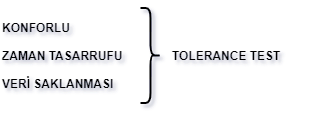 KONFORLU
ZAMAN TASARRUFU
VERİ SAKLANMASI
TOLERANCE TEST